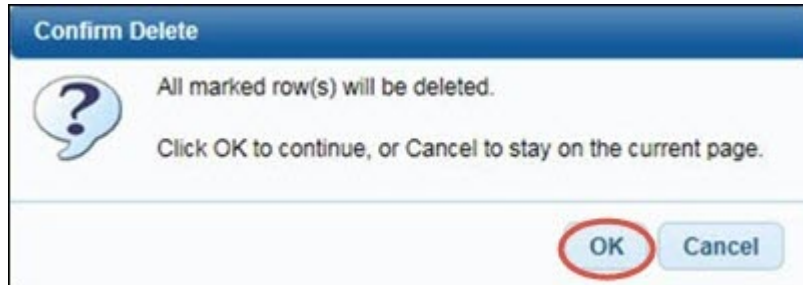 Confirm Delete
All marked row(s) will be deleted.
Click OK to continue, or Cancel to stay on the current page.
OK Cancel